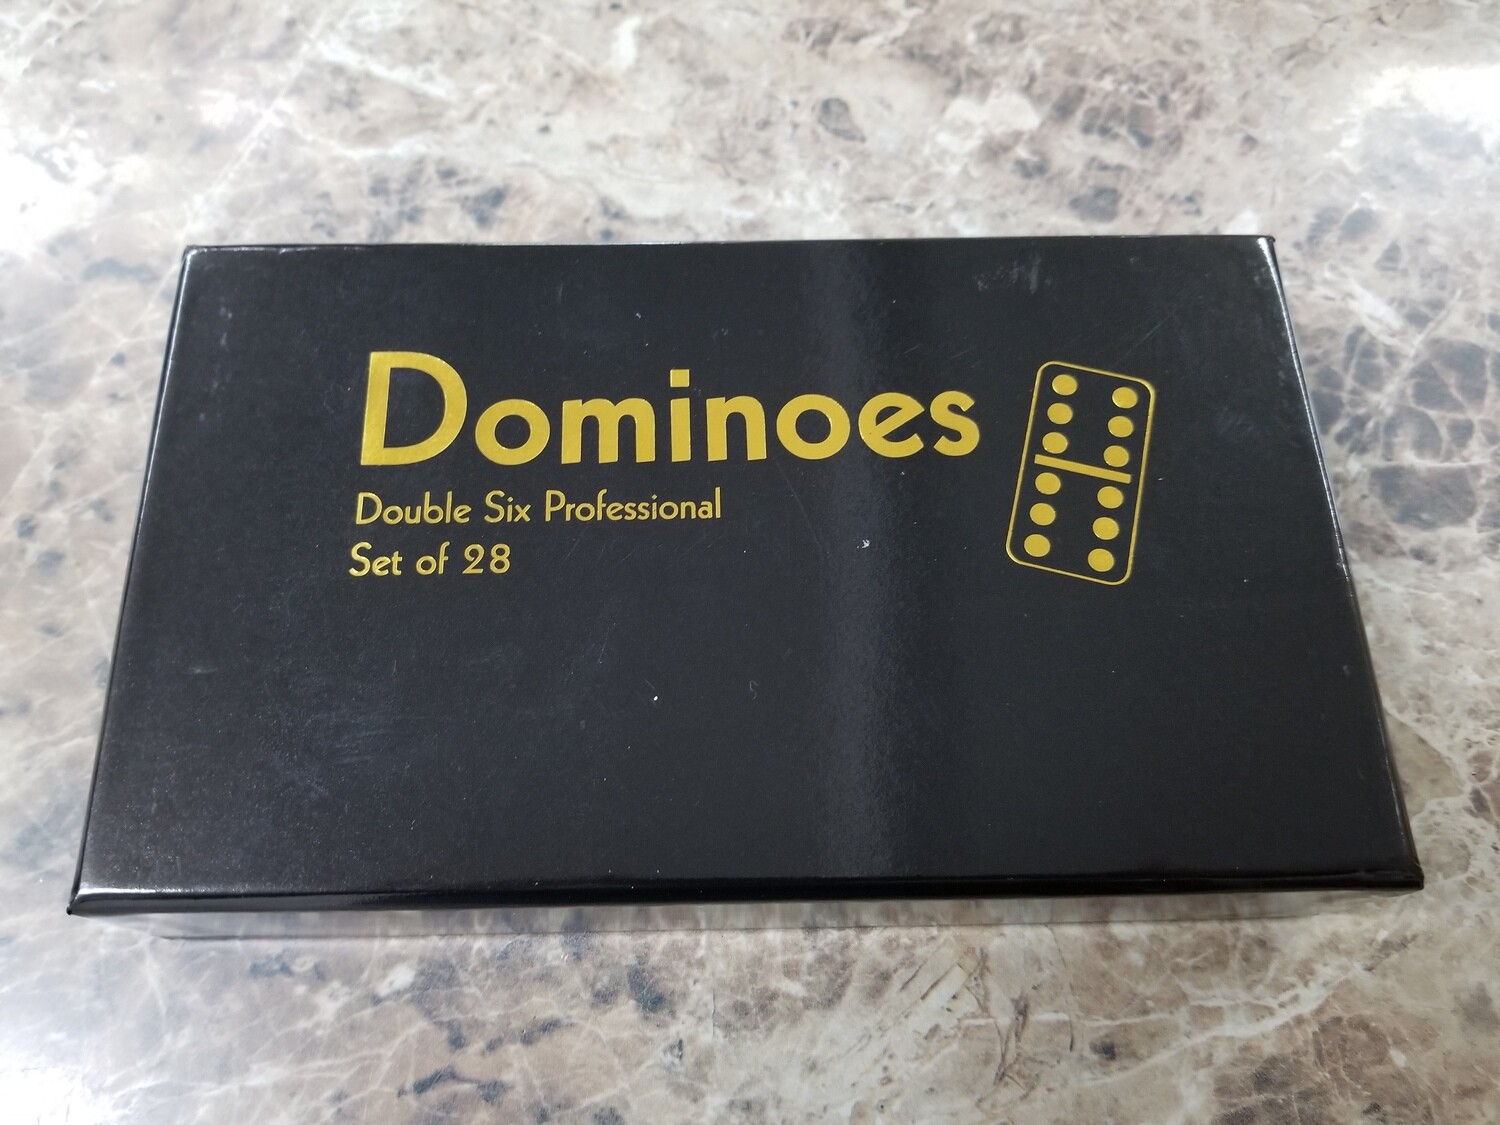 Dominoes
Double Six Professional
Set of 28